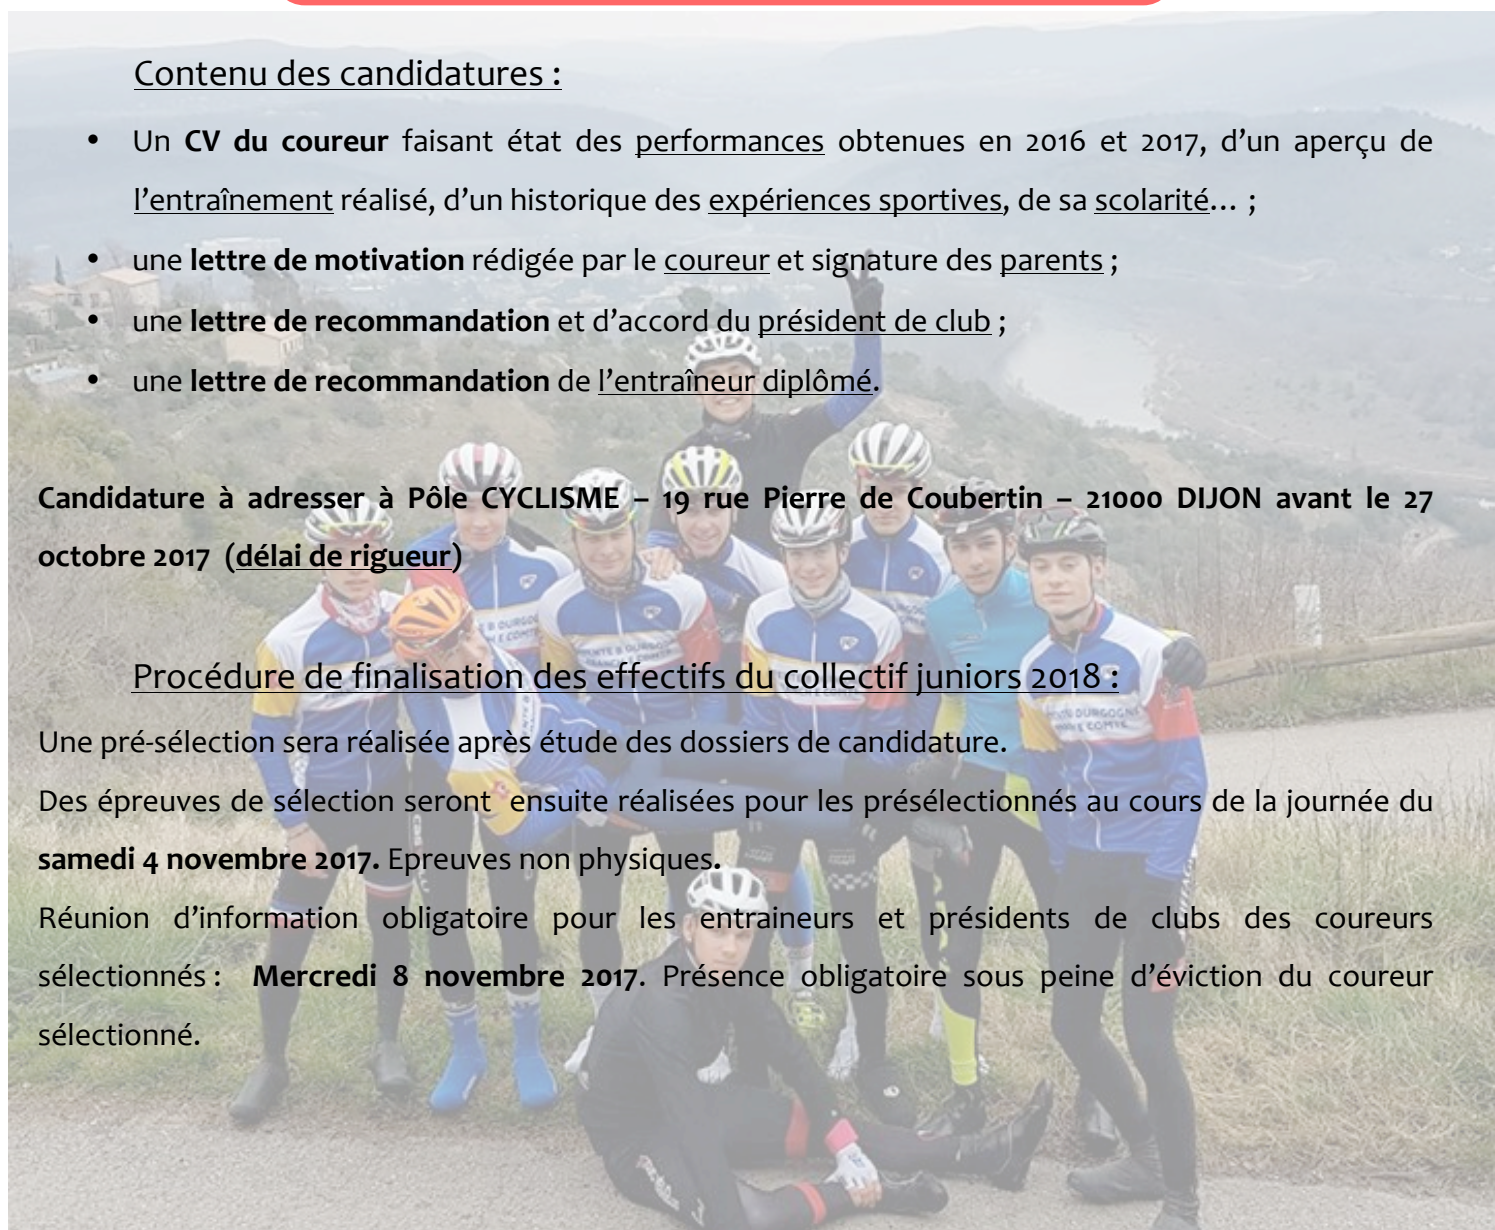 Contenu des candidatures :
• Un CV du coureur faisant état des performances obtenues en 2016 et 2017, d’un aperçu de
l’entraînement réalisé, d’un historique des expériences sportives, de sa scolarité… ;
• une lettre de motivation rédigée par le coureur et signature des parents ;
• une lettre de recommandation et d’accord du président de club ;
• une lettre de recommandation de l’entraîneur diplômé.
Candidature à adresser à Pôle CYCLISME – 19 rue Pierre de Coubertin – 21000 DIJON avant le 27
octobre 2017 (délai de rigueur)
Procédure de finalisation des effectifs du collectif juniors 2018 :
Une pré-sélection sera réalisée après étude des dossiers de candidature.
Des épreuves de sélection seront ensuite réalisées pour les présélectionnés au cours de la journée du
samedi 4 novembre 2017. Epreuves non physiques.
Réunion d’information obligatoire pour les entraineurs et présidents de clubs des coureurs
sélectionnés : Mercredi 8 novembre 2017. Présence obligatoire sous peine d’éviction du coureur
sélectionné.